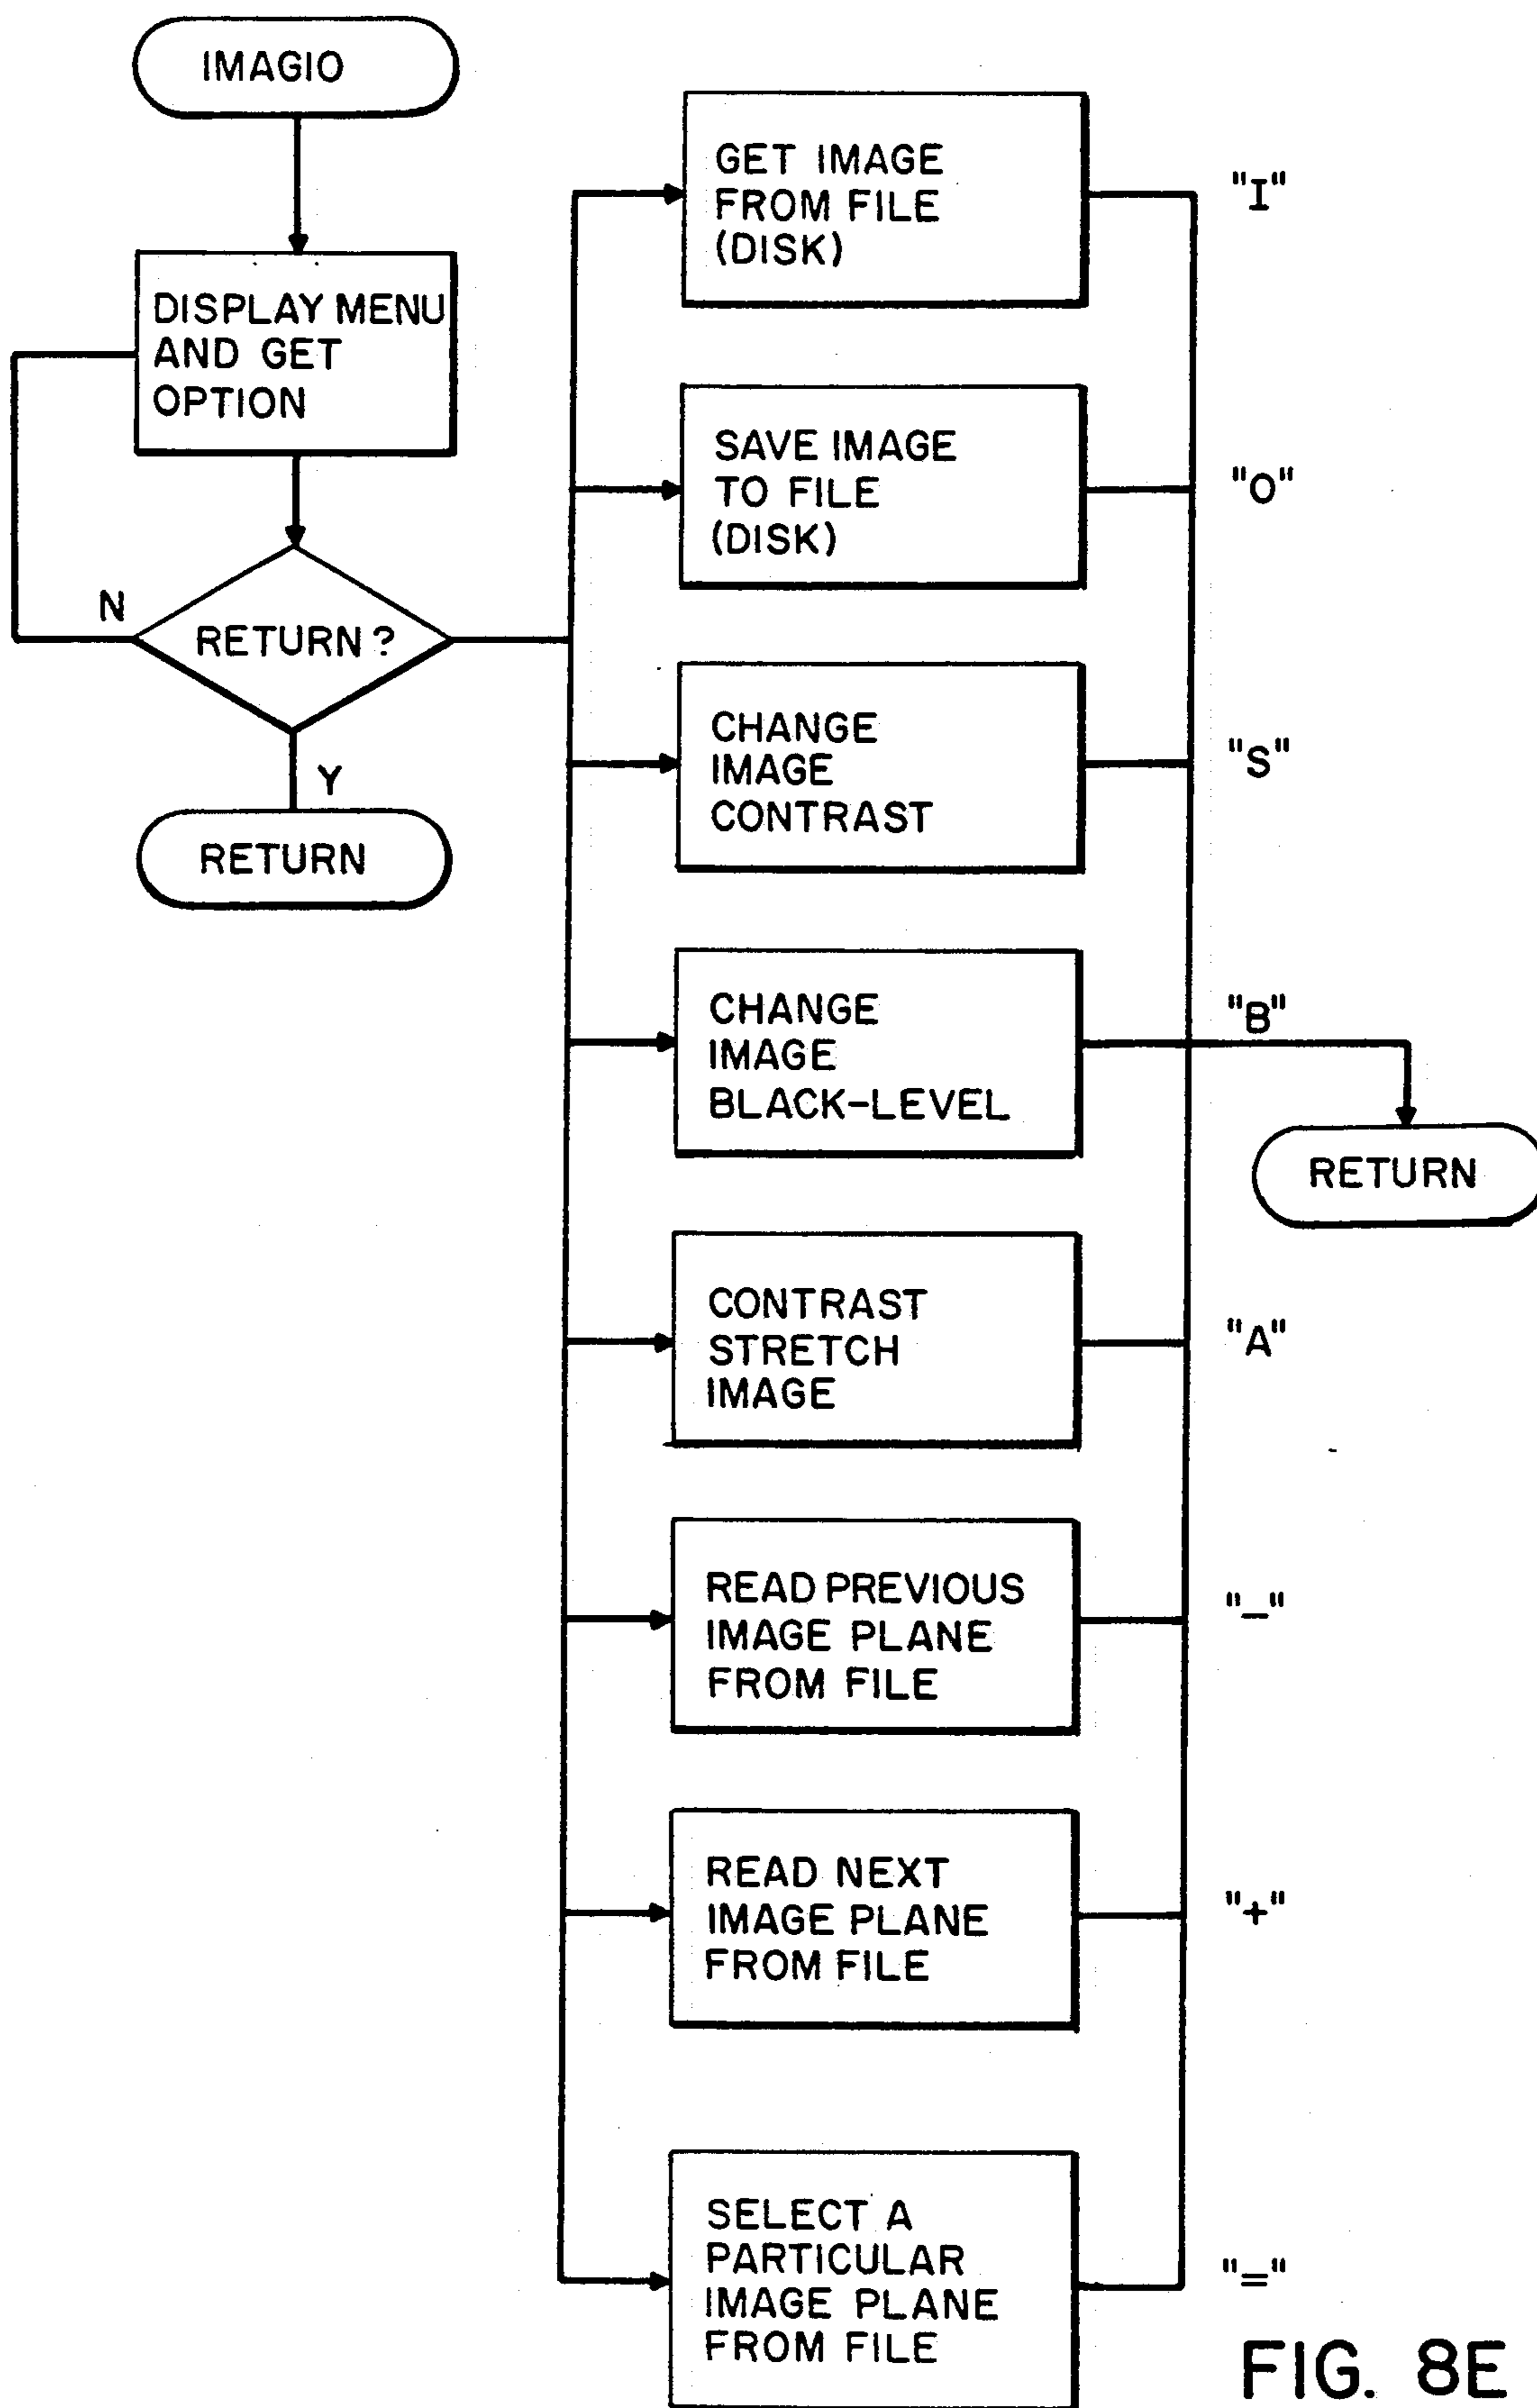 IMAGIO
DISPLAY MENU
AND GET
OPTION
N
RETURN?
Y
RETURN
GET IMAGE
FROM FILE
(DISK)
"I"
SAVE IMAGE
TO FILE
(DISK)
"O"
CHANGE
IMAGE
CONTRAST
"S"
CHANGE
IMAGE
BLACK-LEVEL
"B"
RETURN
CONTRAST
STRETCH
IMAGE
"A"
READ PREVIOUS
IMAGE PLANE
FROM FILE
"-"
READ NEXT
IMAGE PLANE
FROM FILE
"+"
SELECT A
PARTICULAR
IMAGE PLANE
FROM FILE
"="
FIG. 8E